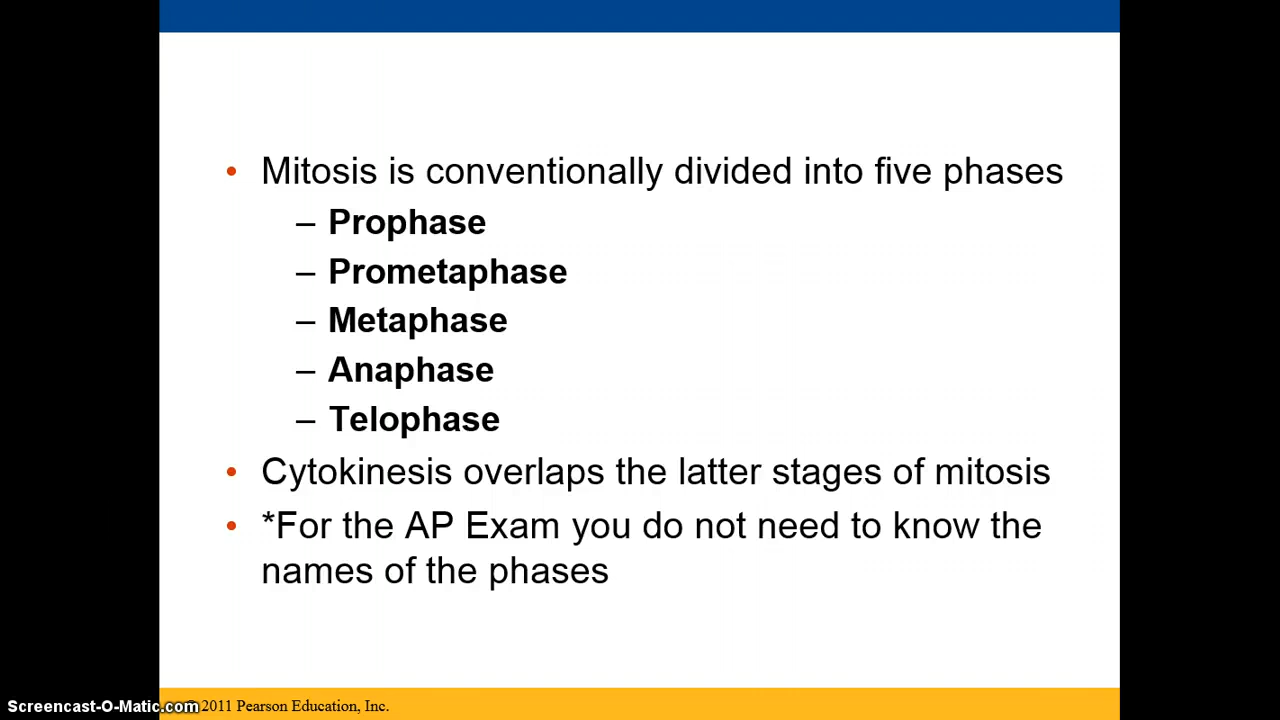 • Mitosis is conventionally divided into five phases
– Prophase
– Prometaphase
– Metaphase
– Anaphase
– Telophase
• Cytokinesis overlaps the latter stages of mitosis
• *For the AP Exam you do not need to know the
names of the phases
Screencast-O-Matic.com
© 2011 Pearson Education, Inc.